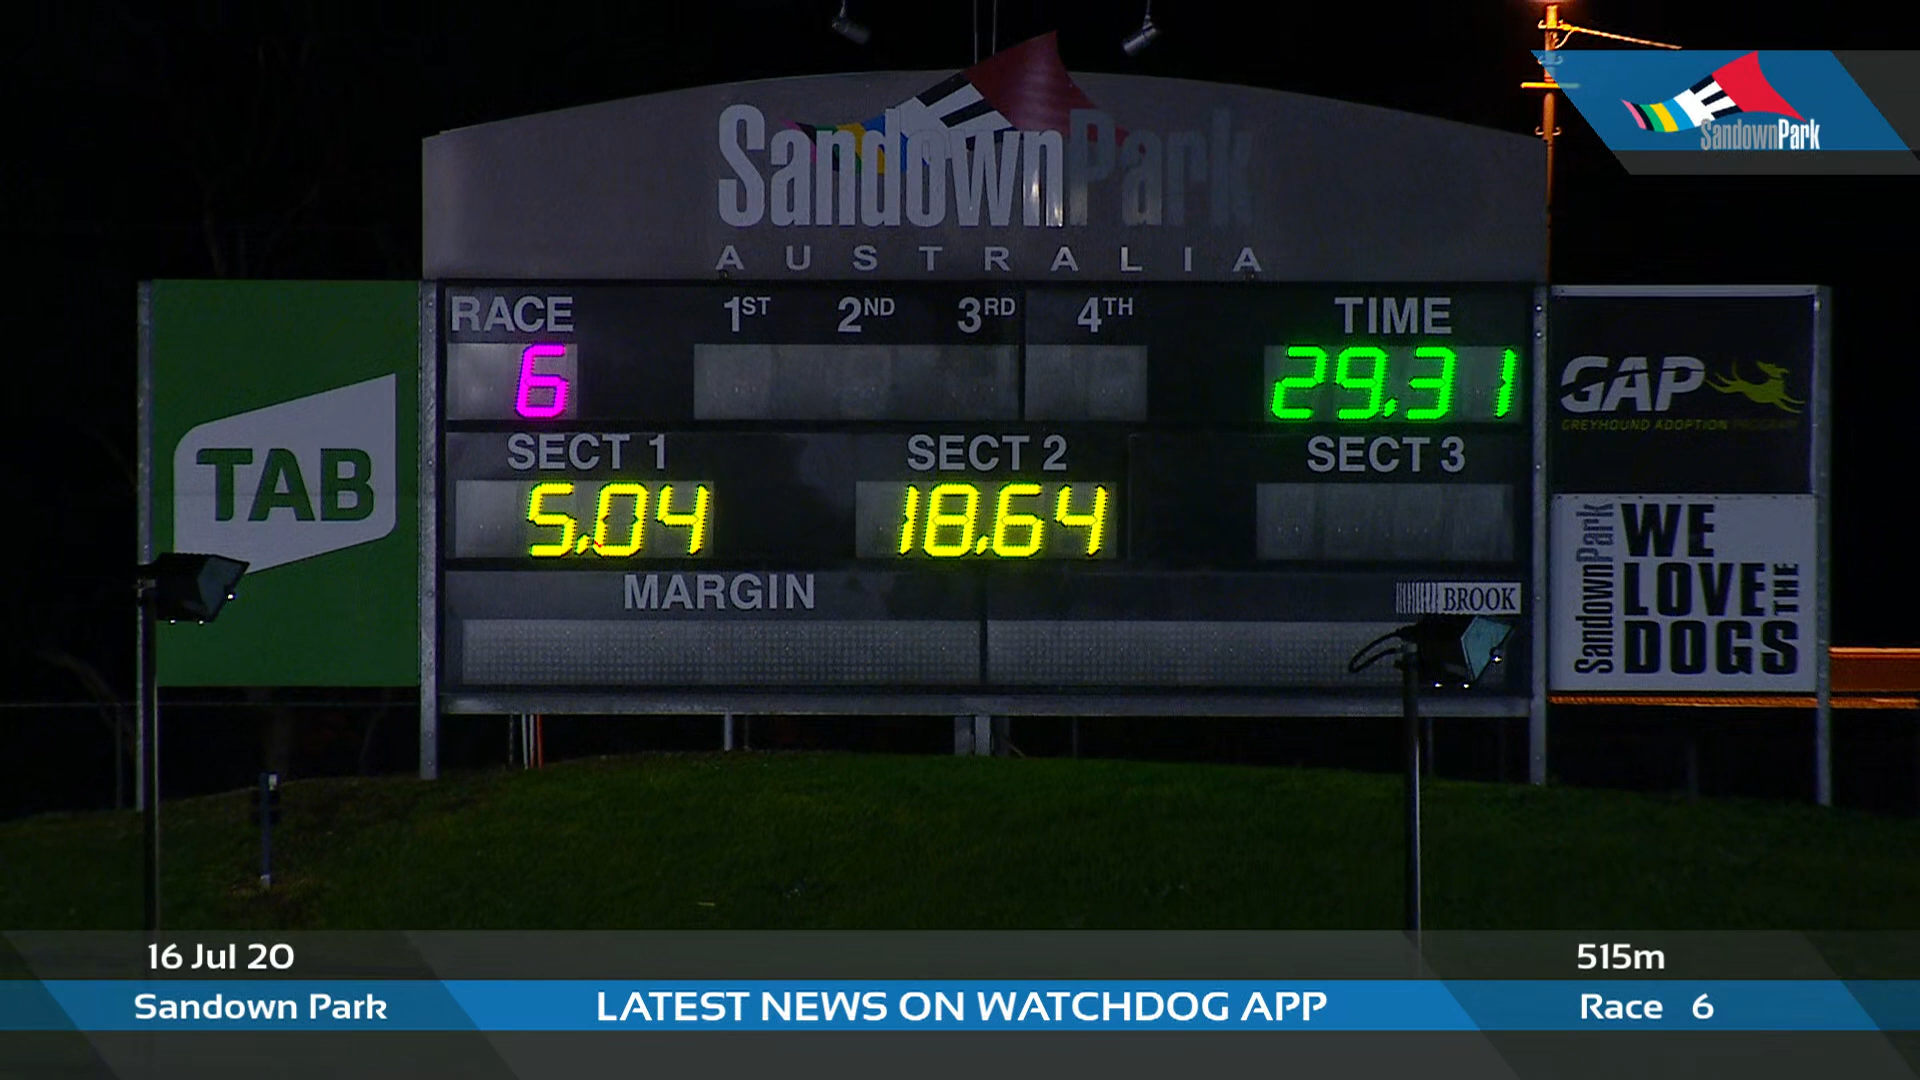 SandownPark
SandownPark
AUSTRALIA
RACE 1ST 2ND 3RD 4TH TIME
6 29.31
SECT 1 SECT 2 SECT 3
5.04 18.64
MARGIN
BROOK
TAB
GAP
GREYHOUND ADOPTION PROGRAM
SandownPark
WE
LOVE THE
DOGS
16 Jul 20
515m
Sandown Park
LATEST NEWS ON WATCHDOG APP
Race 6